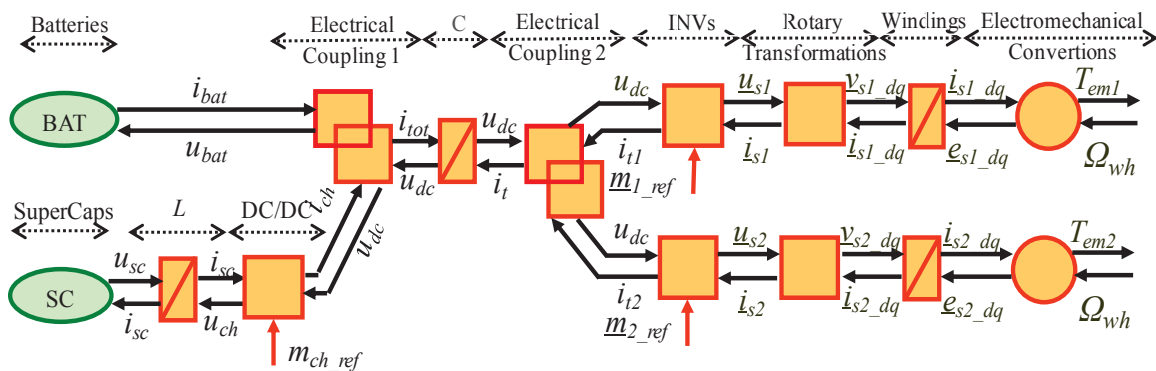 Batteries
Electrical
Coupling 1
C
Electrical
Coupling 2
INVs
Rotary
Transformations
Windings
Electromechanical
Convertions
BAT
i_bat
u_bat
i_tot
u_dc
u_dc
i_t
u_dc
i_t1
m_1_ref
u_s1
i_s1
v_s1_dq
i_s1_dq
i_s1_dq
e_s1_dq
T_em1
Ω_wh
SuperCaps
L
DC/DC
SC
u_sc
i_sc
i_sc
u_ch
m_ch_ref
i_ch
u_dc
u_dc
i_t2
m_2_ref
u_s2
i_s2
v_s2_dq
i_s2_dq
i_s2_dq
e_s2_dq
T_em2
Ω_wh